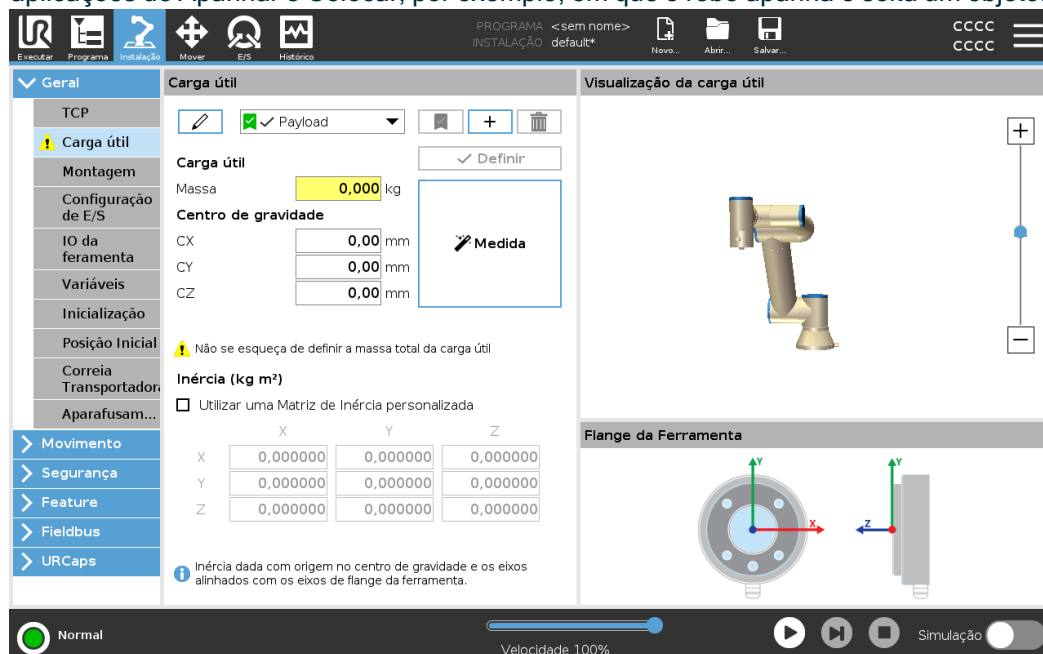 aplicações de Apanhar e Colocar, por exemplo, em que o robô apanha e solta um objeto.
PROGRAMA <sem nome>
INSTALAÇÃO default*
CCCC
CCCC
Executar Programa Instalação Mover E/S Histórico Novo... Abrir... Salvar...
Geral
TCP
Carga útil
Montagem
Configuração
de E/S
IO da
feramenta
Variáveis
Inicialização
Posição Inicial
Correia
Transportador
Aparafusam...
Movimento
Segurança
Feature
Fieldbus
URCaps
Carga útil
Payload
+
Carga útil
Definir
Massa 0,000 kg
Centro de gravidade
CX 0,00 mm
CY 0,00 mm
CZ 0,00 mm
Medida
Não se esqueça de definir a massa total da carga útil
Inércia (kg m²)
Utilizar uma Matriz de Inércia personalizada
X Y Z
X 0,000000 0,000000 0,000000
Y 0,000000 0,000000 0,000000
Z 0,000000 0,000000 0,000000
Inércia dada com origem no centro de gravidade e os eixos
alinhados com os eixos de flange da ferramenta.
Visualização da carga útil
+
−
Flange da Ferramenta
Y Y
X Z
Normal
Velocidade 100%
Simulação